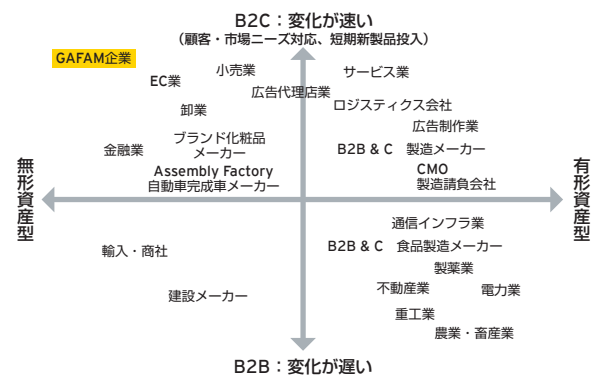 B2C：変化が速い
（顧客・市場ニーズ対応、短期新製品投入）
GAFAM企業
小売業
サービス業
EC業
広告代理店業
ロジスティクス会社
卸業
広告制作業
ブランド化粧品
メーカー
金融業
B2B & C　製造メーカー
Assembly Factory
自動車完成車メーカー
CMO
製造請負会社
無形資産型
有形資産型
通信インフラ業
輸入・商社
B2B & C　食品製造メーカー
製薬業
建設メーカー
不動産業
電力業
重工業
農業・畜産業
B2B：変化が遅い